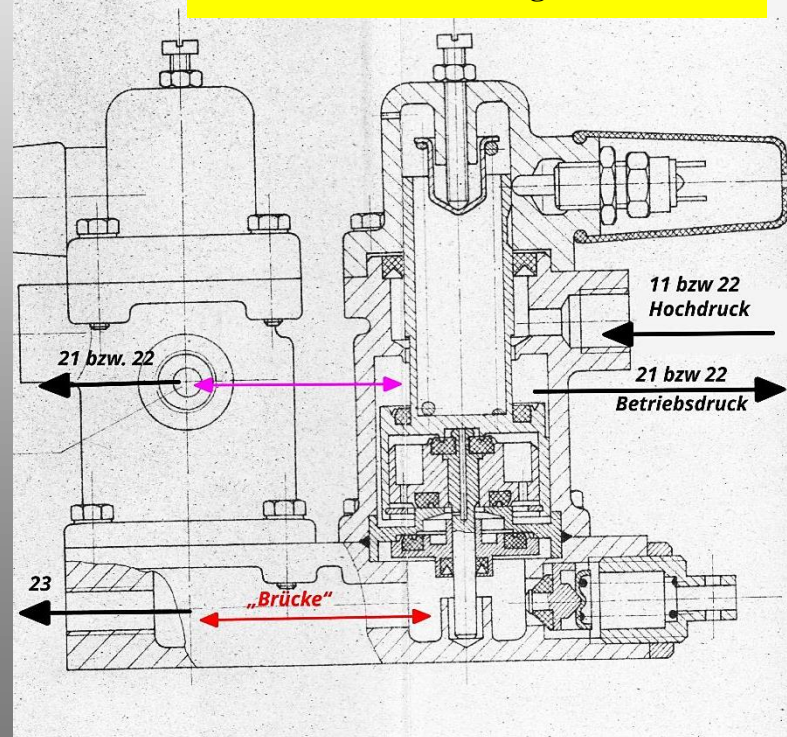 11 bzw 22
Hochdruck
21 bzw. 22
21 bzw 22
Betriebsdruck
23
„Brücke“